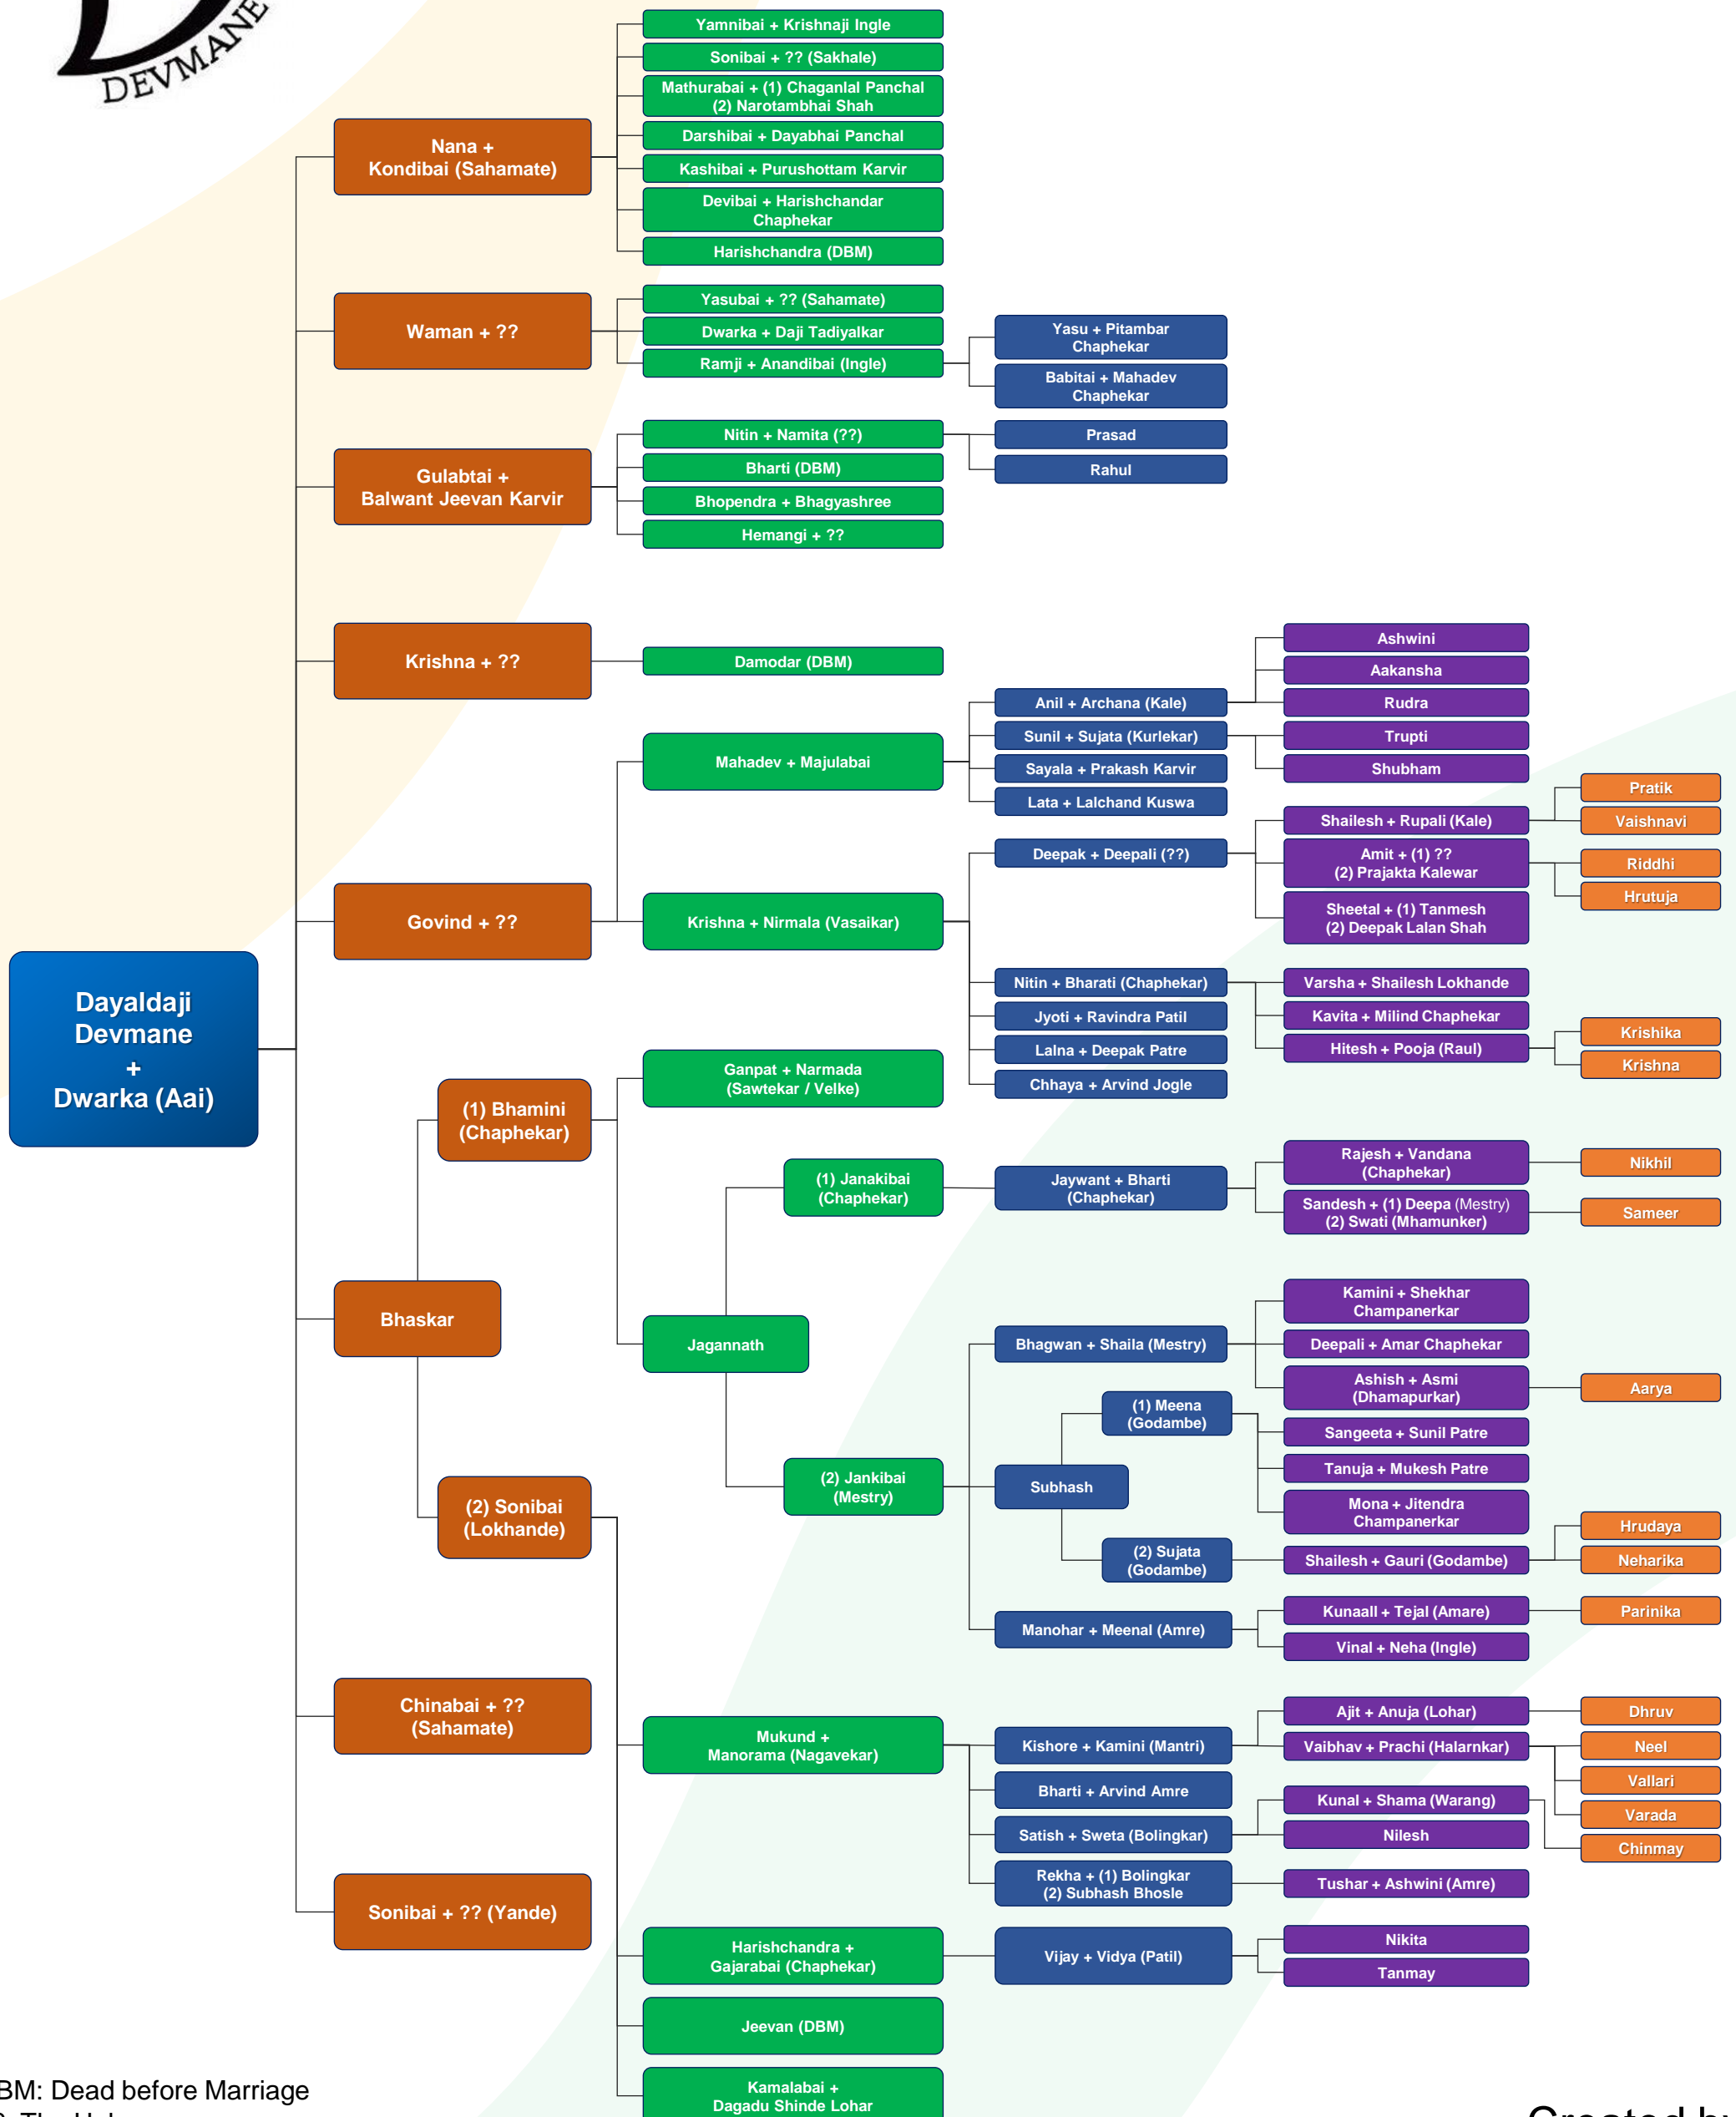 DEVMANE
Dayaldaji
Devmane
+
Dwarka (Aai)
Nana +
Kondibai (Sahamate)
Yamnibai + Krishnaji Ingle
Sonibai + ?? (Sakhale)
Mathurabai + (1) Chaganlal Panchal
(2) Narotambhai Shah
Darshibai + Dayabhai Panchal
Kashibai + Purushottam Karvir
Devibai + Harishchandar
Chaphekar
Harishchandra (DBM)
Waman + ??
Yasubai + ?? (Sahamate)
Dwarka + Daji Tadiyalkar
Ramji + Anandibai (Ingle)
Yasu + Pitambar
Chaphekar
Babitai + Mahadev
Chaphekar
Gulabtai +
Balwant Jeevan Karvir
Nitin + Namita (??)
Prasad
Rahul
Bharti (DBM)
Bhopendra + Bhagyashree
Hemangi + ??
Krishna + ??
Damodar (DBM)
Govind + ??
Mahadev + Majulabai
Anil + Archana (Kale)
Ashwini
Aakansha
Rudra
Sunil + Sujata (Kurlekar)
Trupti
Shubham
Sayala + Prakash Karvir
Lata + Lalchand Kuswa
Krishna + Nirmala (Vasaikar)
Deepak + Deepali (??)
Shailesh + Rupali (Kale)
Pratik
Vaishnavi
Amit + (1) ??
(2) Prajakta Kalewar
Riddhi
Hrutuja
Sheetal + (1) Tanmesh
(2) Deepak Lalan Shah
Nitin + Bharati (Chaphekar)
Varsha + Shailesh Lokhande
Kavita + Milind Chaphekar
Hitesh + Pooja (Raul)
Krishika
Krishna
Jyoti + Ravindra Patil
Lalna + Deepak Patre
Chhaya + Arvind Jogle
Bhaskar
(1) Bhamini
(Chaphekar)
Ganpat + Narmada
(Sawtekar / Velke)
Jagannath
(1) Janakibai
(Chaphekar)
Jaywant + Bharti
(Chaphekar)
Rajesh + Vandana
(Chaphekar)
Nikhil
Sandesh + (1) Deepa (Mestry)
(2) Swati (Mhamunker)
Sameer
(2) Jankibai
(Mestry)
Bhagwan + Shaila (Mestry)
Kamini + Shekhar
Champanerkar
Deepali + Amar Chaphekar
Ashish + Asmi
(Dhamapurkar)
Aarya
Subhash
(1) Meena
(Godambe)
Sangeeta + Sunil Patre
Tanuja + Mukesh Patre
Mona + Jitendra
Champanerkar
(2) Sujata
(Godambe)
Shailesh + Gauri (Godambe)
Hrudaya
Neharika
Manohar + Meenal (Amre)
Kunaall + Tejal (Amare)
Parinika
Vinal + Neha (Ingle)
(2) Sonibai
(Lokhande)
Mukund +
Manorama (Nagavekar)
Kishore + Kamini (Mantri)
Ajit + Anuja (Lohar)
Dhruv
Vaibhav + Prachi (Halarnkar)
Neel
Vallari
Varada
Bharti + Arvind Amre
Satish + Sweta (Bolingkar)
Kunal + Shama (Warang)
Chinmay
Nilesh
Rekha + (1) Bolingkar
(2) Subhash Bhosle
Tushar + Ashwini (Amre)
Harishchandra +
Gajarabai (Chaphekar)
Vijay + Vidya (Patil)
Nikita
Tanmay
Jeevan (DBM)
Kamalabai +
Dagadu Shinde Lohar
Chinabai + ??
(Sahamate)
Sonibai + ?? (Yande)
BM: Dead before Marriage
Created